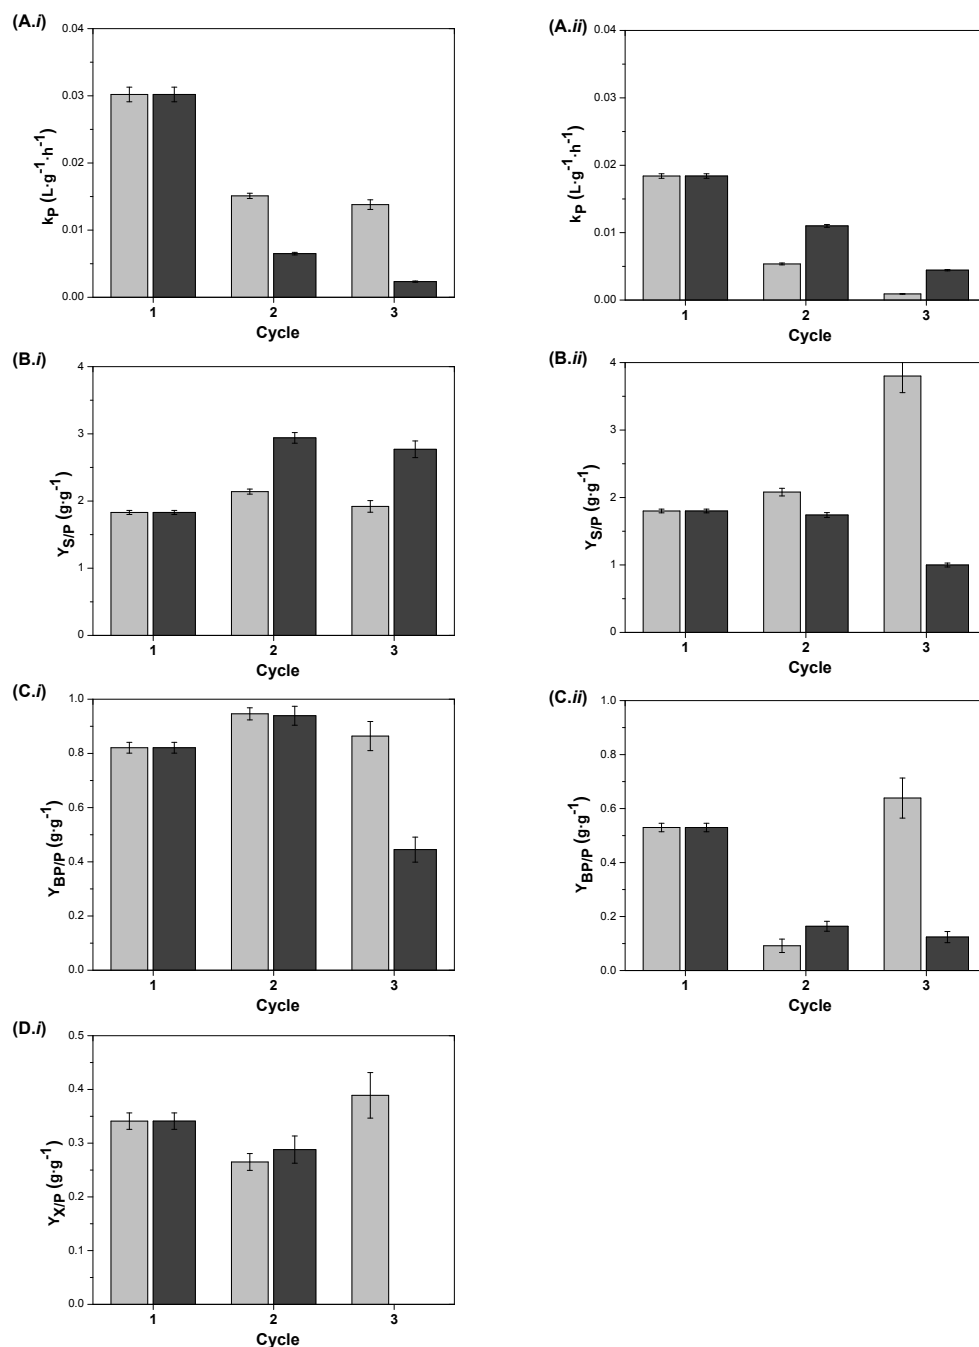 (A.i)
0.04
0.03
0.02
0.01
0.00
kP (L·g-1·h-1)
1 2 3
Cycle
(A.ii)
0.04
0.03
0.02
0.01
0.00
kP (L·g-1·h-1)
1 2 3
Cycle
(B.i)
4
3
2
1
0
YS/P (g·g-1)
1 2 3
Cycle
(B.ii)
4
3
2
1
0
YS/P (g·g-1)
1 2 3
Cycle
(C.i)
1.0
0.8
0.6
0.4
0.2
0.0
YBP/P (g·g-1)
1 2 3
Cycle
(C.ii)
1.0
0.8
0.6
0.4
0.2
0.0
YBP/P (g·g-1)
1 2 3
Cycle
(D.i)
0.5
0.4
0.3
0.2
0.1
0.0
YX/P (g·g-1)
1 2 3
Cycle